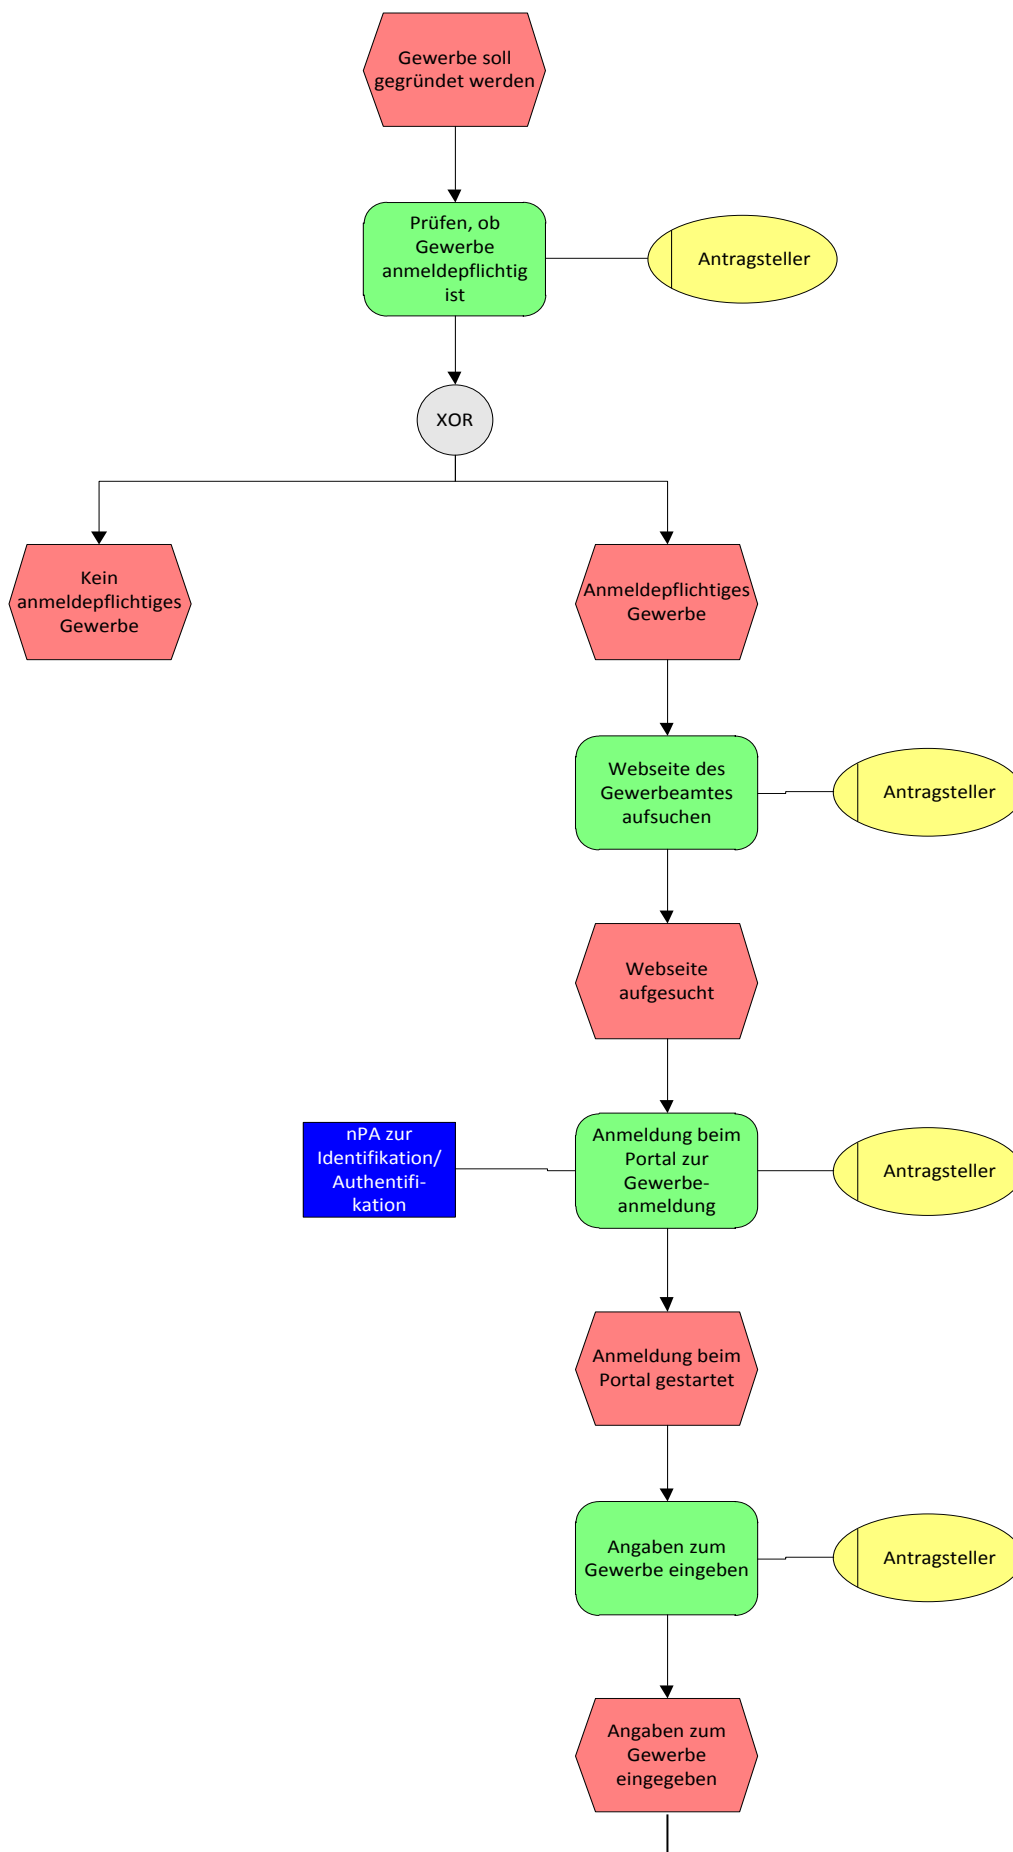 Gewerbe soll
gegründet werden
Prüfen, ob
Gewerbe
anmeldepflichtig
ist
Antragsteller
XOR
Kein
anmeldepflichtiges
Gewerbe
Anmeldepflichtiges
Gewerbe
Webseite des
Gewerbeamtes
aufsuchen
Antragsteller
Webseite
aufgesucht
nPA zur
Identifikation/
Authentifi-
kation
Anmeldung beim
Portal zur
Gewerbe-
anmeldung
Antragsteller
Anmeldung beim
Portal gestartet
Angaben zum
Gewerbe eingeben
Antragsteller
Angaben zum
Gewerbe
eingegeben